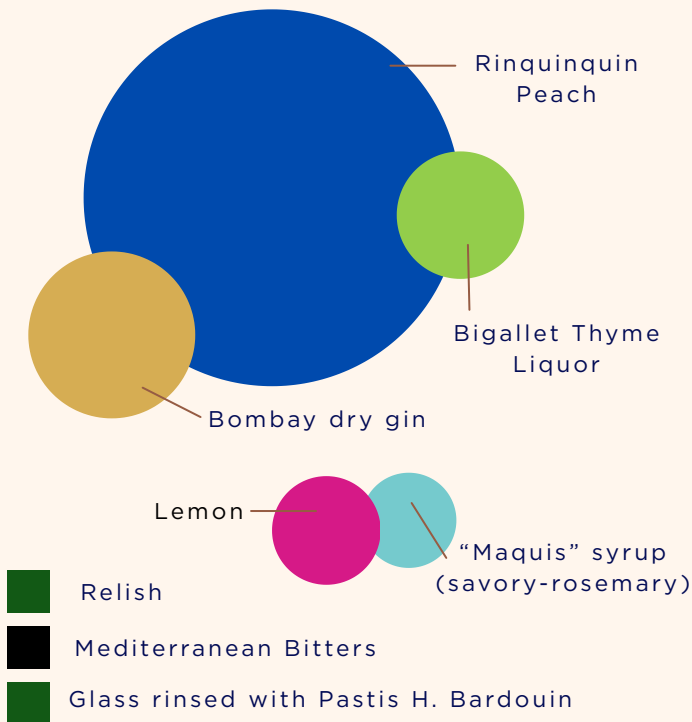 Rinquinquin
Peach
Bigallet Thyme
Liquor
Bombay dry gin
Lemon
“Maquis” syrup
(savory-rosemary)
Relish
Mediterranean Bitters
Glass rinsed with Pastis H. Bardouin